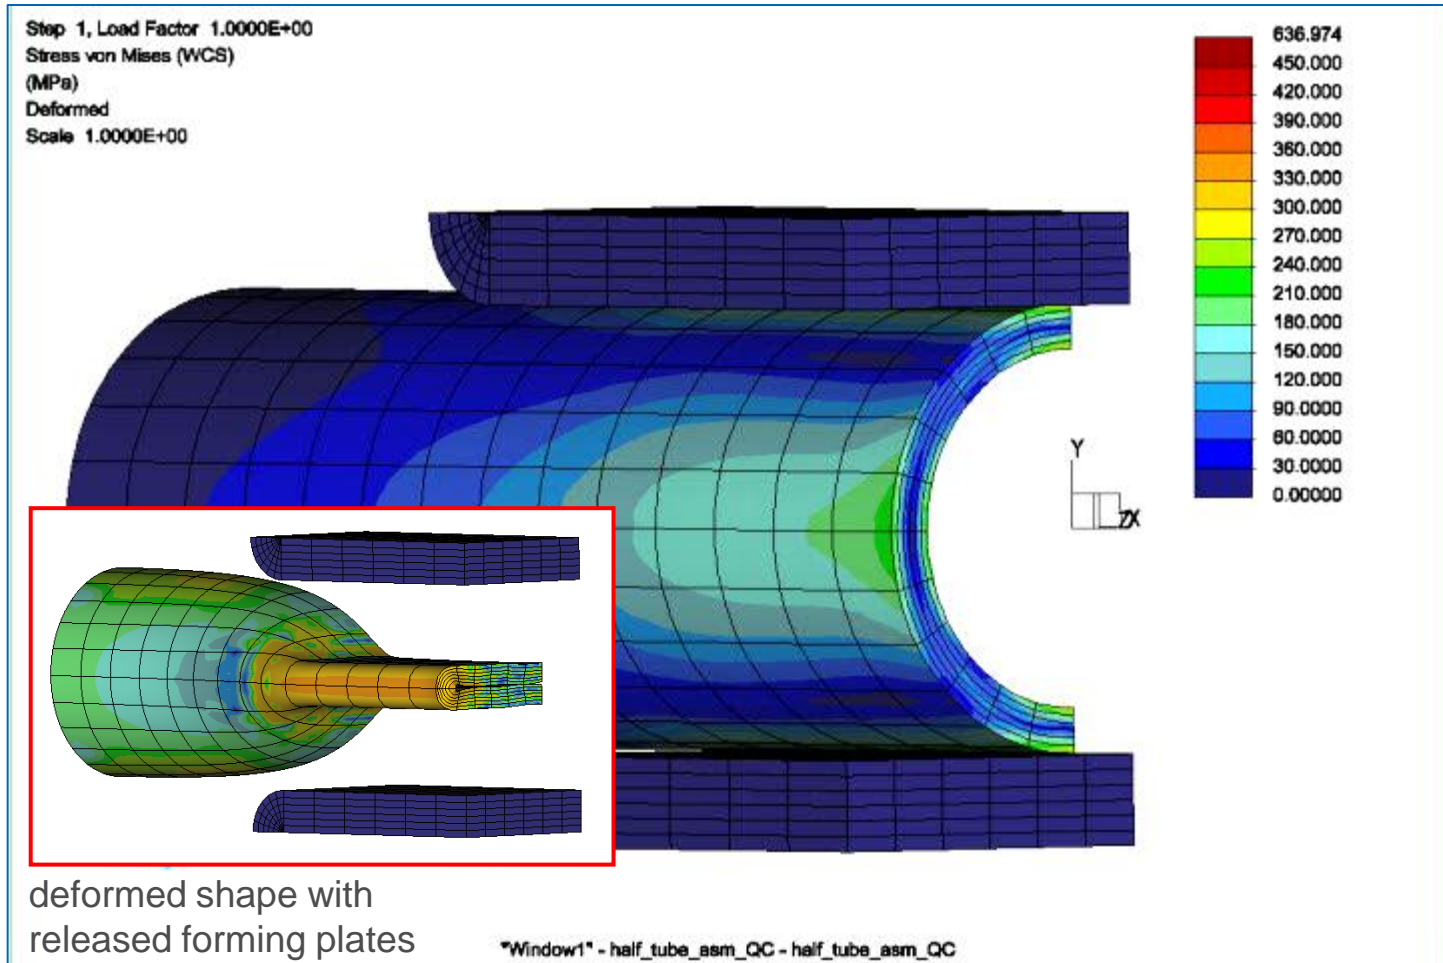 Step 1, Load Factor 1.0000E+00
Stress von Mises (WCS)
(MPa)
Deformed
Scale 1.0000E+00
636.974
450.000
420.000
390.000
360.000
330.000
300.000
270.000
240.000
210.000
180.000
150.000
120.000
90.0000
60.0000
30.0000
0.00000
Y
ZX
deformed shape with
released forming plates
"Window1" - half_tube_asm_QC - half_tube_asm_QC